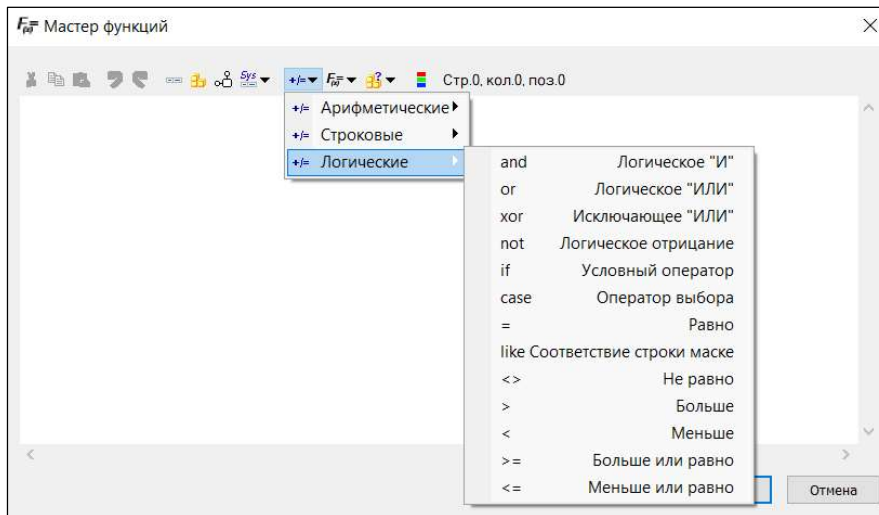 Мастер функций
Sys +/= Стр.0, кол.0, поз.0
+/= Арифметические
+/= Строковые
+/= Логические
and Логическое "И"
or Логическое "ИЛИ"
xor Исключающее "ИЛИ"
not Логическое отрицание
if Условный оператор
case Оператор выбора
= Равно
like Соответствие строки маске
<> Не равно
> Больше
< Меньше
>= Больше или равно
<= Меньше или равно
Отмена